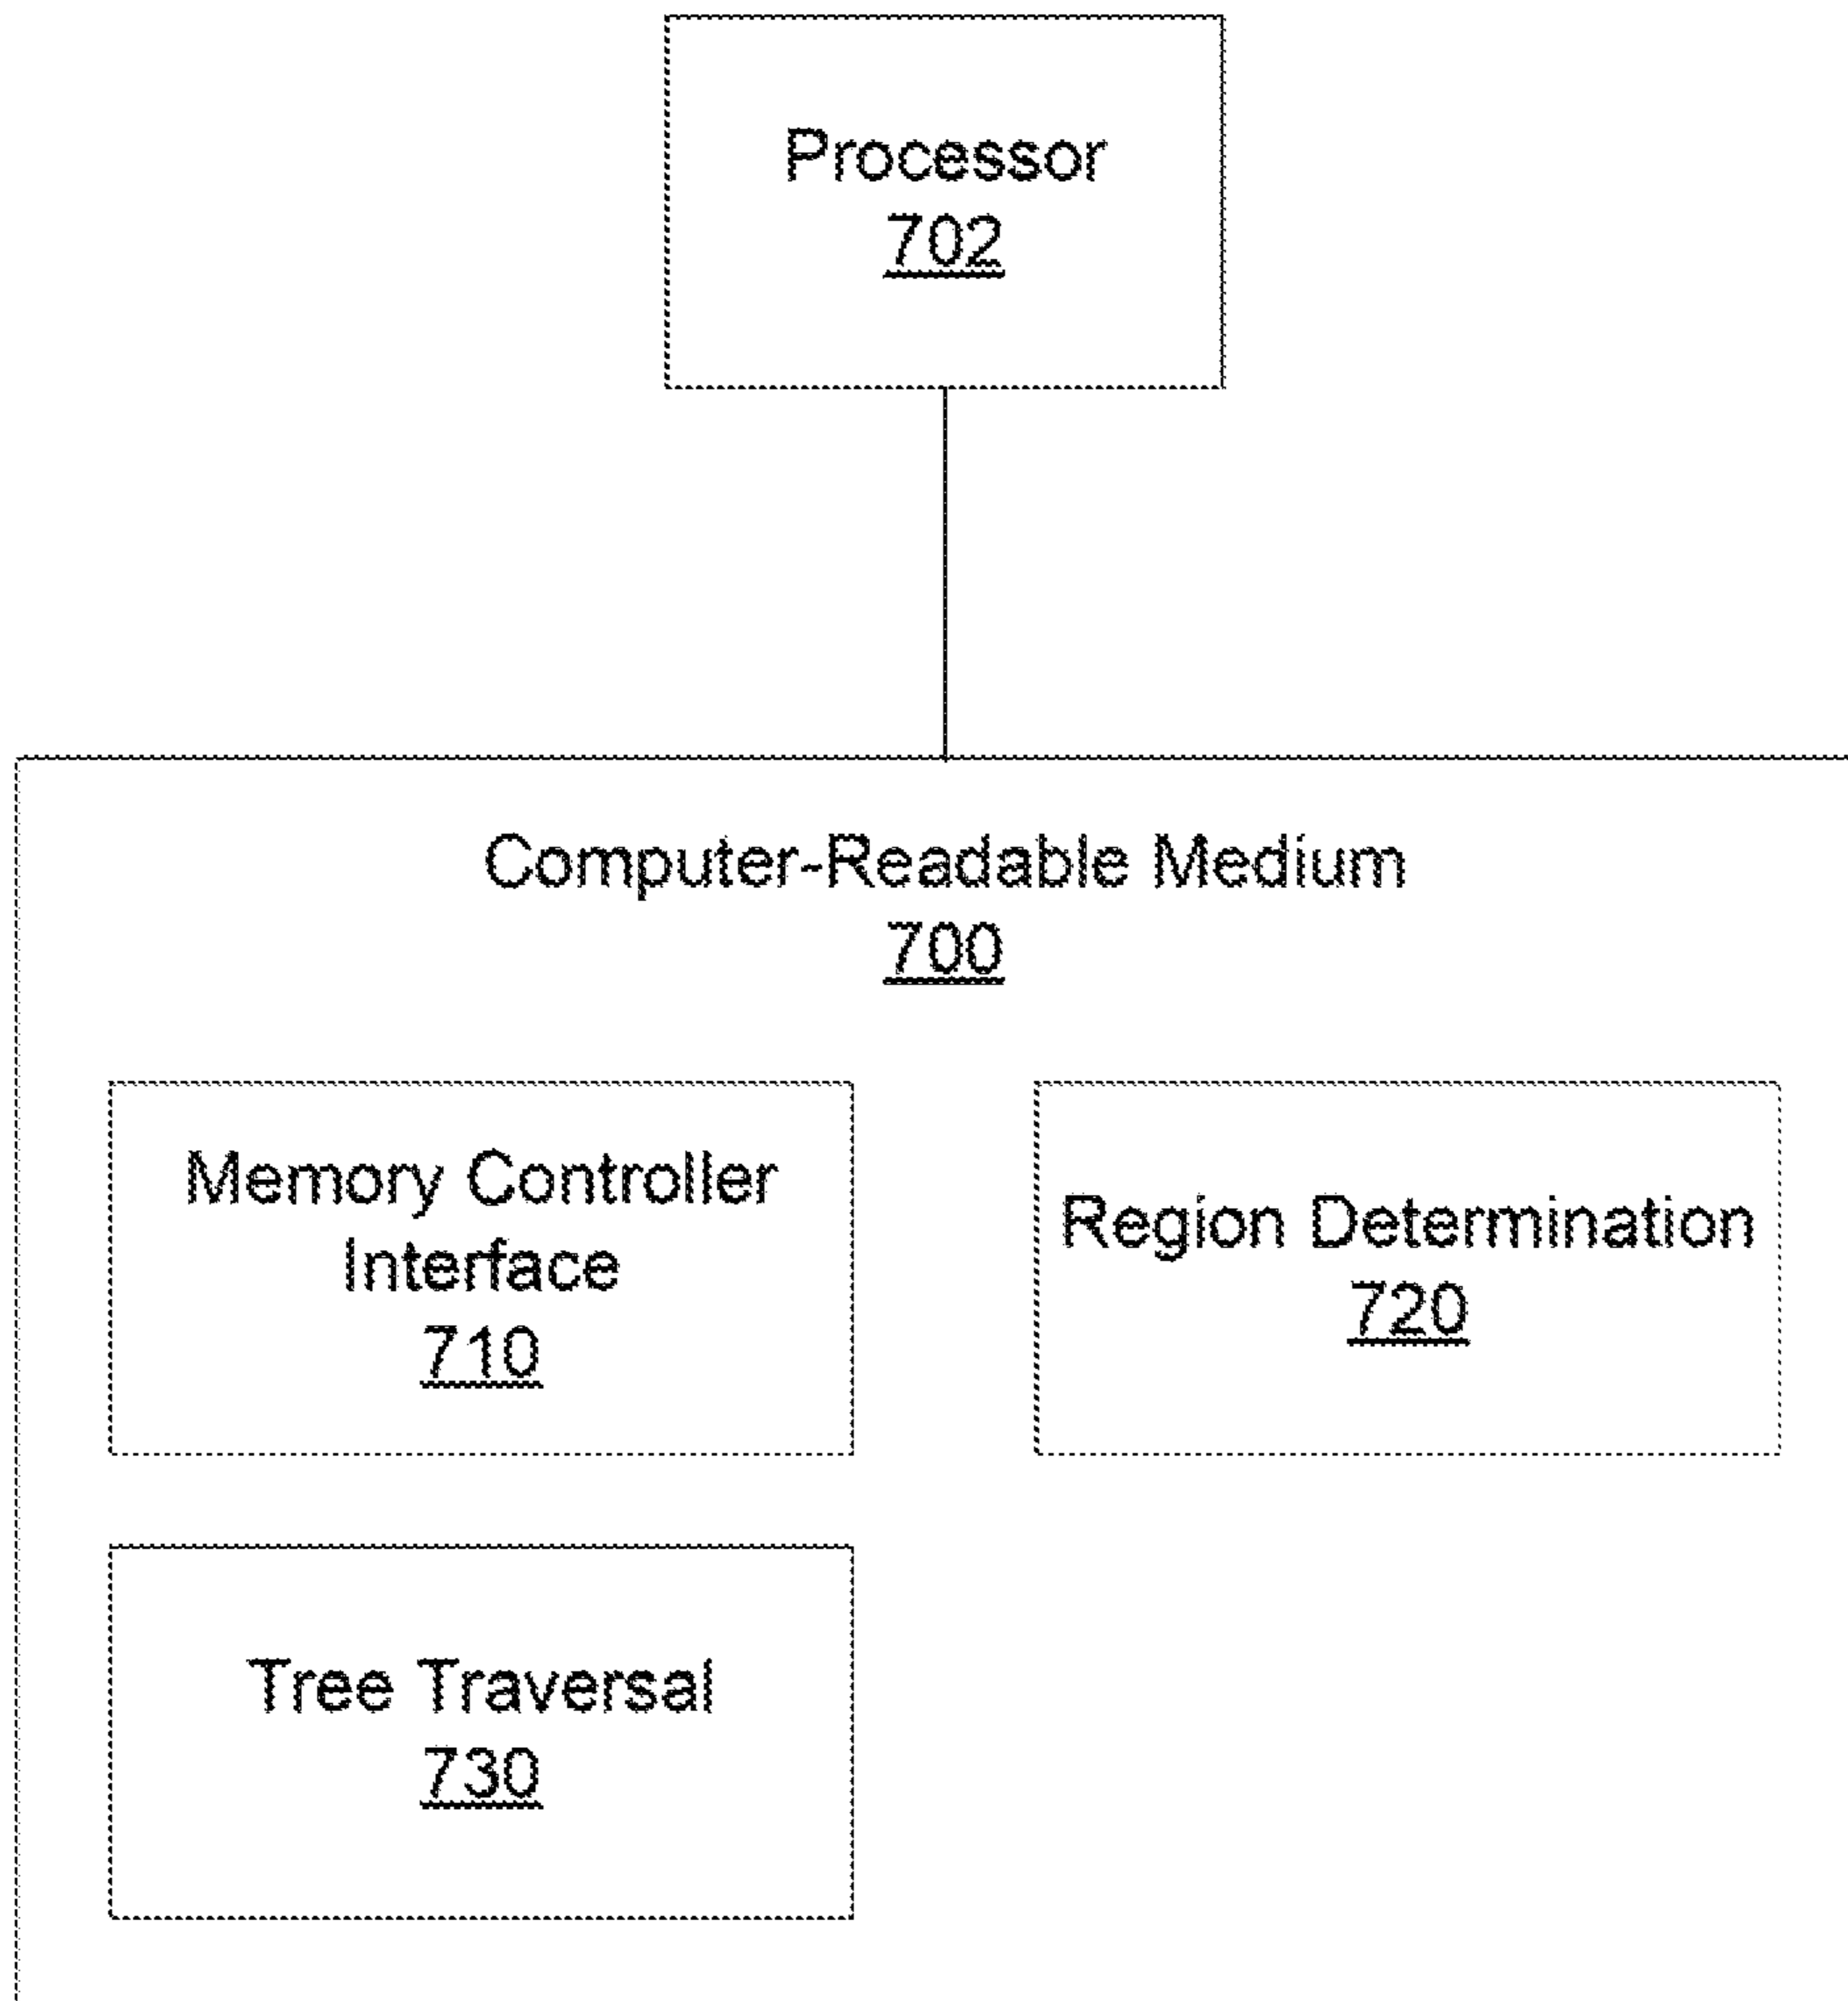 Processor
702
Computer-Readable Medium
700
Memory Controller
Interface
710
Region Determination
720
Tree Traversal
730